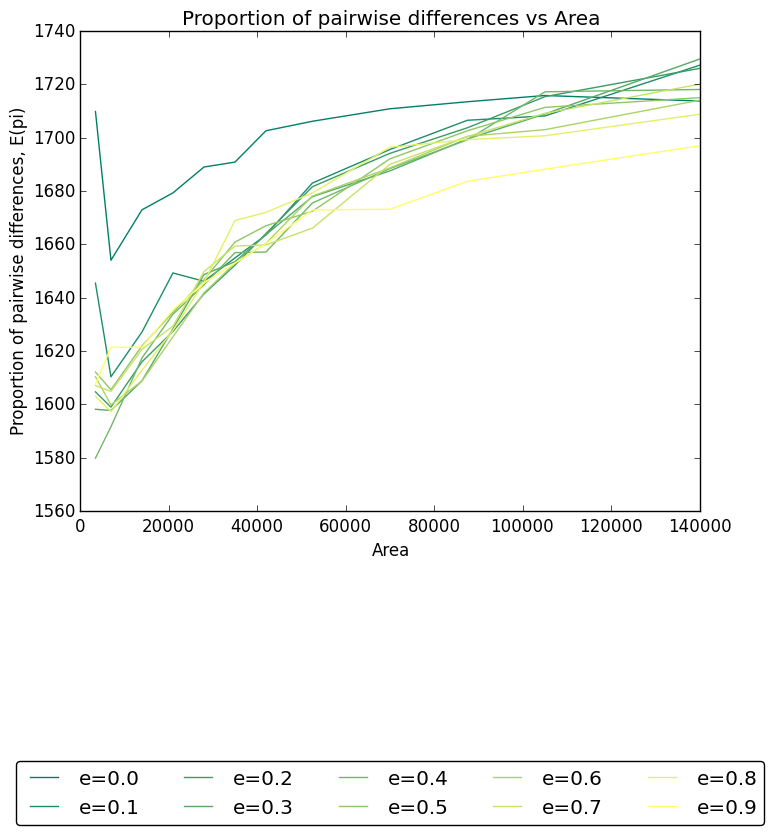 Proportion of pairwise differences vs Area
1740
1720
1700
1680
1660
1640
1620
1600
1580
1560
Proportion of pairwise differences, E(pi)
0 20000 40000 60000 80000 100000 120000 140000
Area
e=0.0 e=0.2 e=0.4 e=0.6 e=0.8
e=0.1 e=0.3 e=0.5 e=0.7 e=0.9